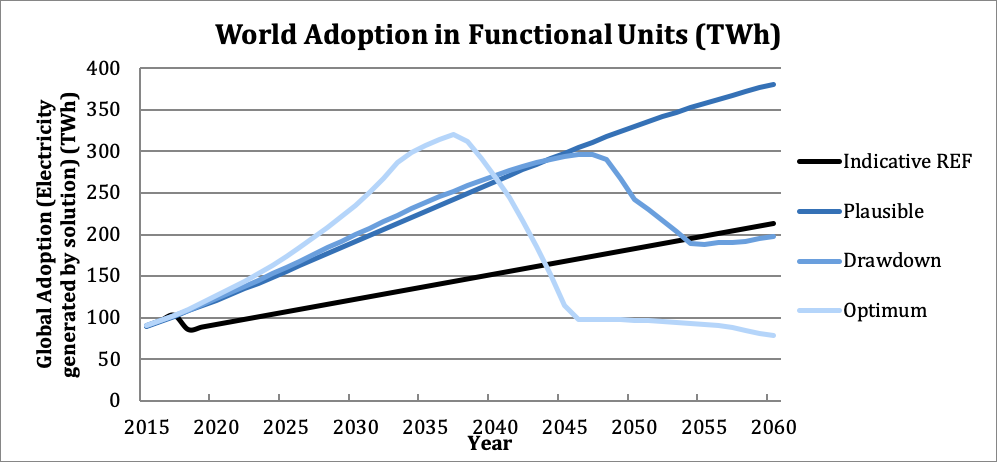 World Adoption in Functional Units (TWh)
Global Adoption (Electricity
generated by solution) (TWh)
400
350
300
250
200
150
100
50
0
2015 2020 2025 2030 2035 2040 2045 2050 2055 2060
Year
Indicative REF
Plausible
Drawdown
Optimum